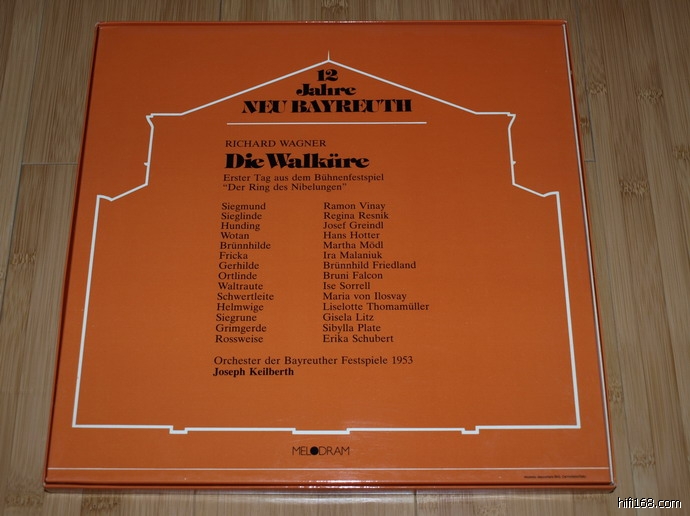 12
Jahre
NEU BAYREUTH
RICHARD WAGNER
Die Walküre
Erster Tag aus dem Bühnenfestspiel
"Der Ring des Nibelungen"
Siegmund Ramon Vinay
Sieglinde Regina Resnik
Hunding Josef Greindl
Wotan Hans Hotter
Brünnhilde Martha Mödl
Fricka Ira Malaniuk
Gerhilde Brünnhild Friedland
Ortlinde Bruni Falcon
Waltraute Ise Sorrell
Schwertleite Maria von Ilosvay
Helmwige Liselotte Thomamüller
Siegrune Gisela Litz
Grimgerde Sibylla Plate
Rossweise Erika Schubert
Orchester der Bayreuther Festspiele 1953
Joseph Keilberth
MELODRAM
hifi168.com